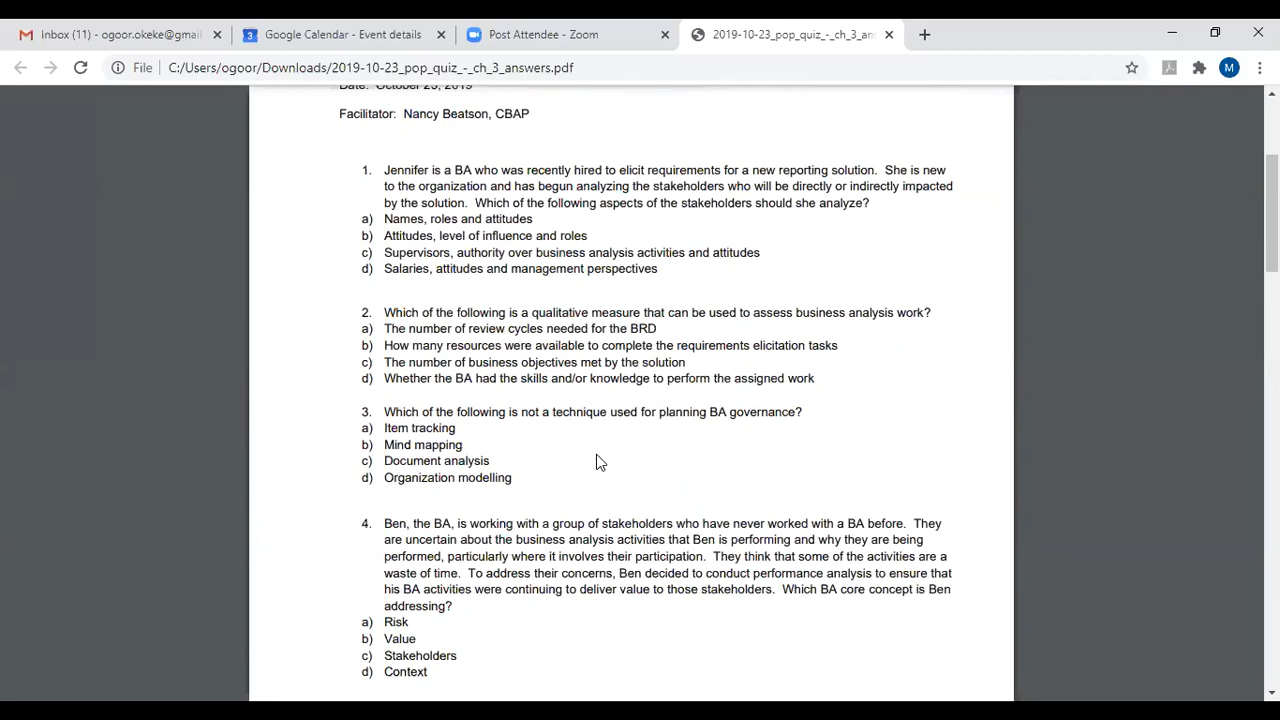 Inbox (11) - ogoor.okeke@gmail
Google Calendar - Event details
Post Attendee - Zoom
2019-10-23_pop_quiz_-_ch_3_an
File
C:/Users/ogoor/Downloads/2019-10-23_pop_quiz_-_ch_3_answers.pdf
M
Date: October 23, 2019
Facilitator: Nancy Beatson, CBAP
1. Jennifer is a BA who was recently hired to elicit requirements for a new reporting solution. She is new
to the organization and has begun analyzing the stakeholders who will be directly or indirectly impacted
by the solution. Which of the following aspects of the stakeholders should she analyze?
a) Names, roles and attitudes
b) Attitudes, level of influence and roles
c) Supervisors, authority over business analysis activities and attitudes
d) Salaries, attitudes and management perspectives
2. Which of the following is a qualitative measure that can be used to assess business analysis work?
a) The number of review cycles needed for the BRD
b) How many resources were available to complete the requirements elicitation tasks
c) The number of business objectives met by the solution
d) Whether the BA had the skills and/or knowledge to perform the assigned work
3. Which of the following is not a technique used for planning BA governance?
a) Item tracking
b) Mind mapping
c) Document analysis
d) Organization modelling
4. Ben, the BA, is working with a group of stakeholders who have never worked with a BA before. They
are uncertain about the business analysis activities that Ben is performing and why they are being
performed, particularly where it involves their participation. They think that some of the activities are a
waste of time. To address their concerns, Ben decided to conduct performance analysis to ensure that
his BA activities were continuing to deliver value to those stakeholders. Which BA core concept is Ben
addressing?
a) Risk
b) Value
c) Stakeholders
d) Context